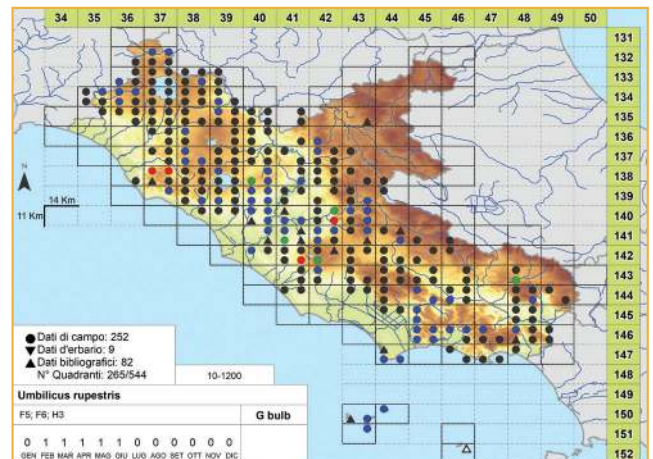 34 35 36 37 38 39 40 41 42 43 44 45 46 47 48 49 50
131
132
133
134
135
136
137
138
139
140
141
142
143
144
145
146
147
148
149
150
151
152
N
14 Km
11 Km
● Dati di campo: 252
▼ Dati d'erbario: 9
▲ Dati bibliografici: 82
N° Quadranti: 265/544
10-1200
Umbilicus rupestris
F5; F6; H3 G bulb
0 1 1 1 1 1 0 0 0 0 0 0
GEN FEB MAR APR MAG GIU LUG AGO SET OTT NOV DIC